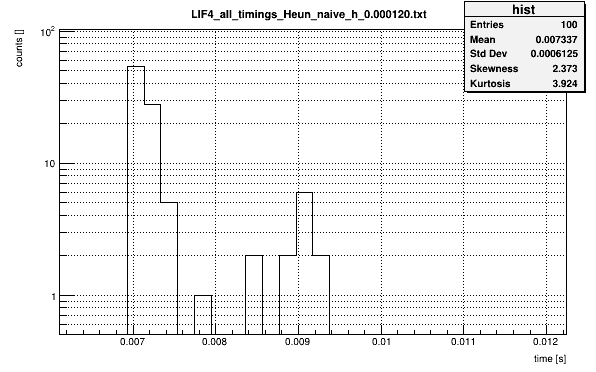 LIF4_all_timings_Heun_naive_h_0.000120.txt
hist
Entries 100
Mean 0.007337
Std Dev 0.0006125
Skewness 2.373
Kurtosis 3.924
counts []
10²
10
1
0.007 0.008 0.009 0.01 0.011 0.012
time [s]